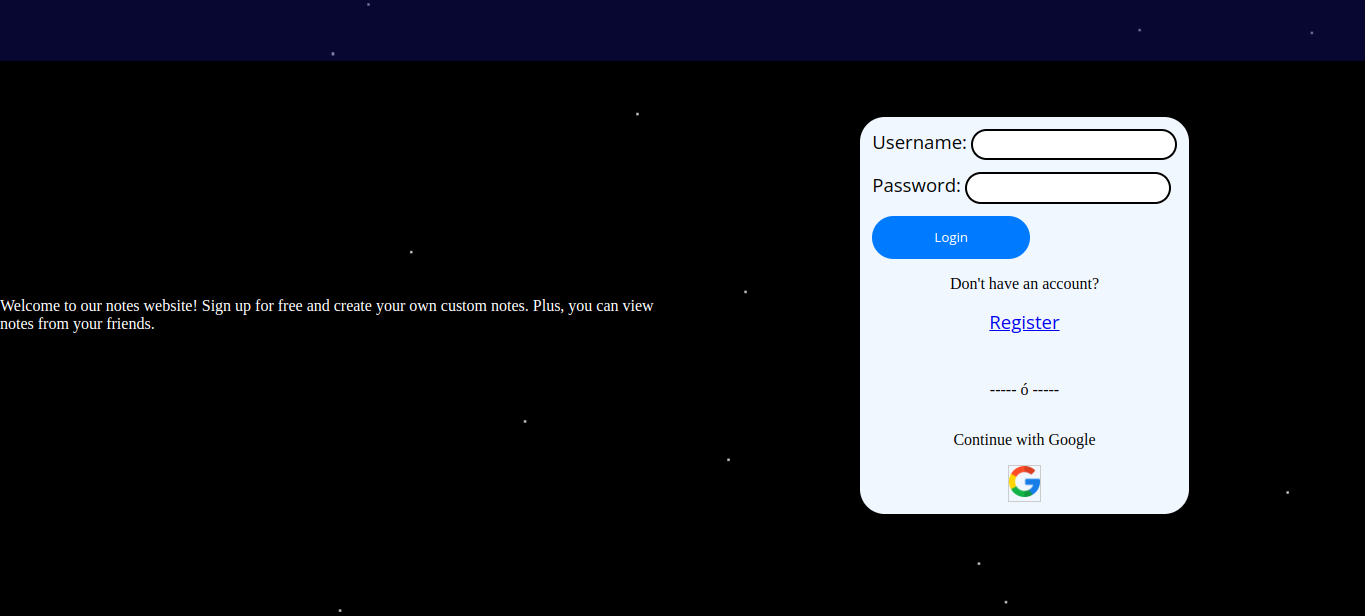 Welcome to our notes website! Sign up for free and create your own custom notes. Plus, you can view
notes from your friends.
Username:
Password:
Login
Don't have an account?
Register
----- ó -----
Continue with Google
G